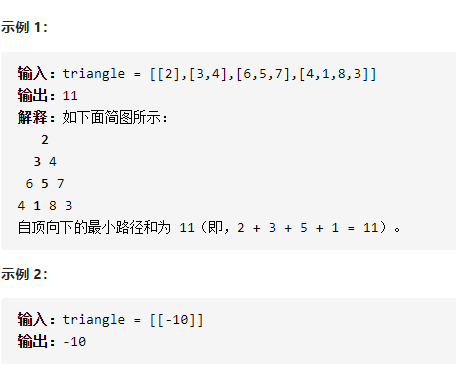 示例 1：
输入：triangle = [[2],[3,4],[6,5,7],[4,1,8,3]]
输出：11
解释：如下面简图所示：
2
3 4
6 5 7
4 1 8 3
自顶向下的最小路径和为 11（即，2 + 3 + 5 + 1 = 11）。
示例 2：
输入：triangle = [[-10]]
输出：-10